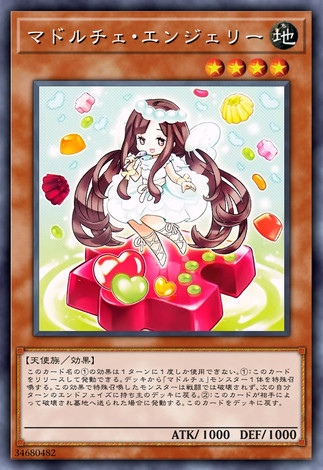 マドルチェ・エンジェリー
地
【天使族／効果】
このカード名の①の効果は１ターンに１度しか使用できない。①：このカード
をリリースして発動できる。デッキから「マドルチェ」モンスター１体を特殊召
喚する。この効果で特殊召喚したモンスターは戦闘では破壊されず、次の自分
ターンのエンドフェイズに持ち主のデッキに戻る。②：このカードが相手によ
って破壊され墓地へ送られた場合に発動する。このカードをデッキに戻す。
ATK/1000 DEF/1000
34680482